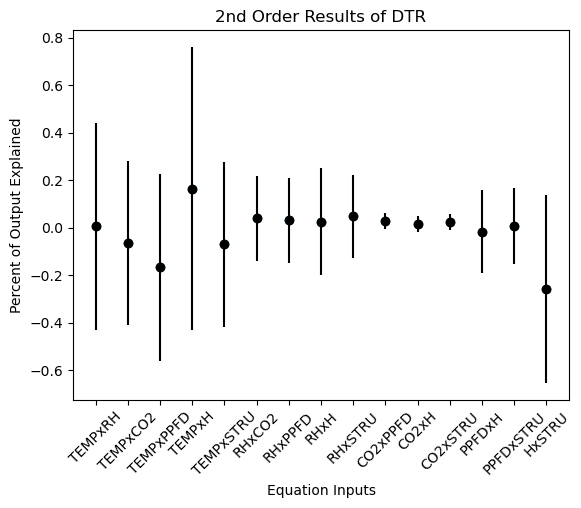 2nd Order Results of DTR
Percent of Output Explained
0.8
0.6
0.4
0.2
0.0
−0.2
−0.4
−0.6
TEMPxRH
TEMPxCO2
TEMPxPPFD
TEMPxH
TEMPxSTRU
RHxCO2
RHxPPFD
RHxH
RHxSTRU
CO2xPPFD
CO2xH
CO2xSTRU
PPFDxH
PPFDxSTRU
HxSTRU
Equation Inputs